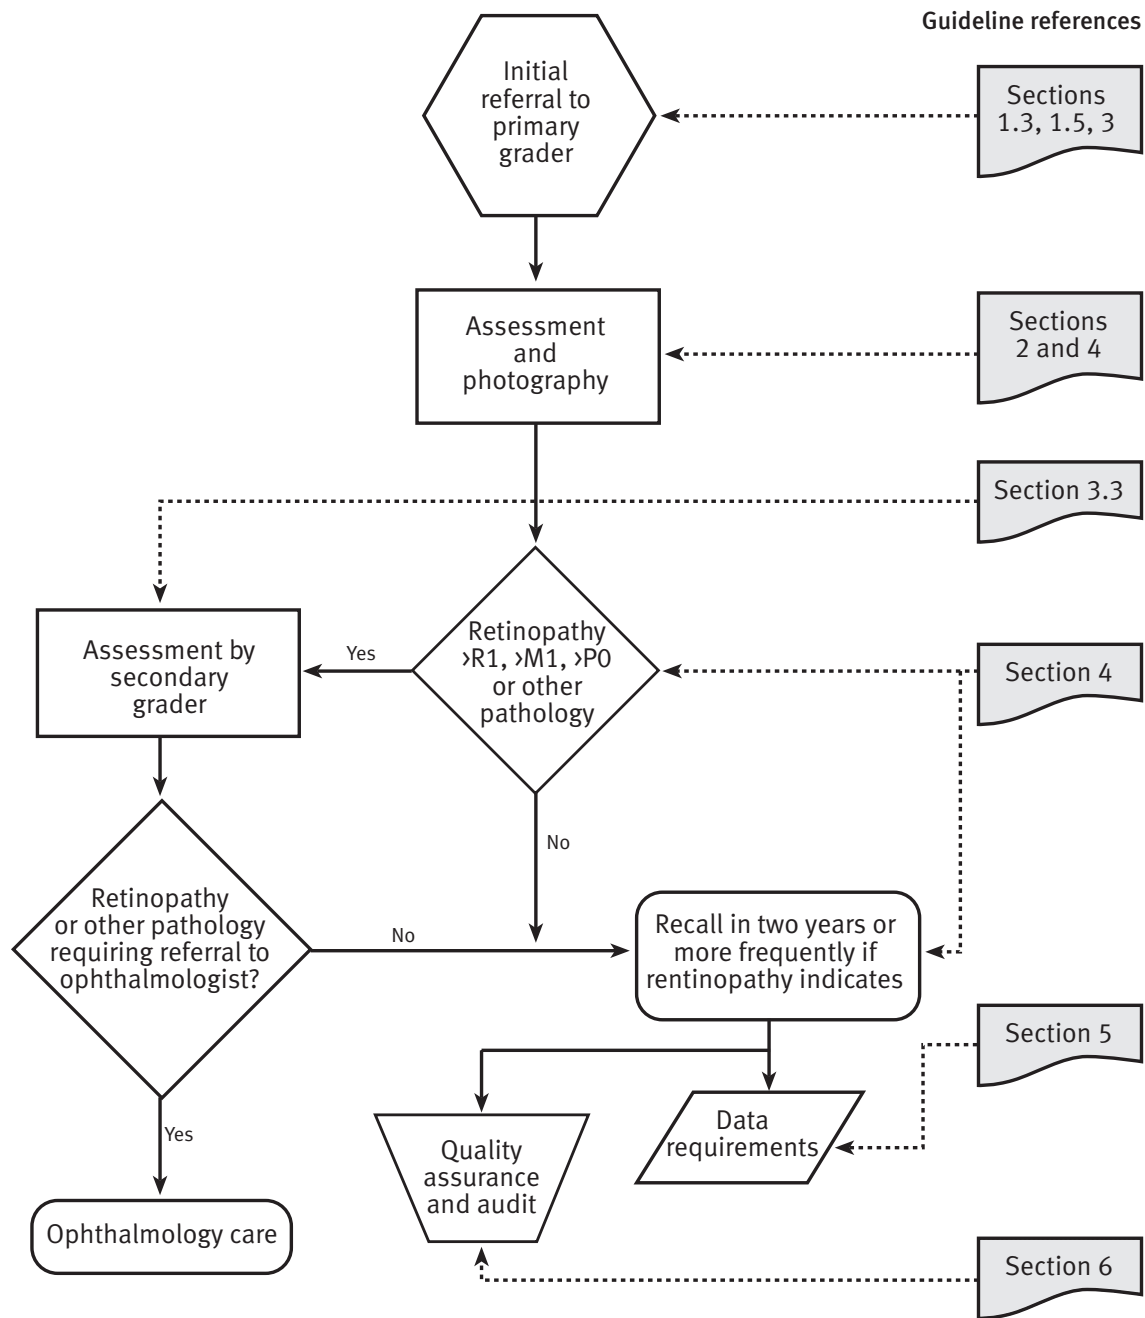 Guideline references
Initial
referral to
primary
grader
Sections
1.3, 1.5, 3
Assessment
and
photography
Sections
2 and 4
Section 3.3
Retinopathy
>R1, >M1, >P0
or other
pathology
Yes
Assessment by
secondary
grader
Section 4
No
Retinopathy
or other pathology
requiring referral to
ophthalmologist?
No
Recall in two years or
more frequently if
rentinopathy indicates
Section 5
Yes
Quality
assurance
and audit
Data
requirements
Ophthalmology care
Section 6